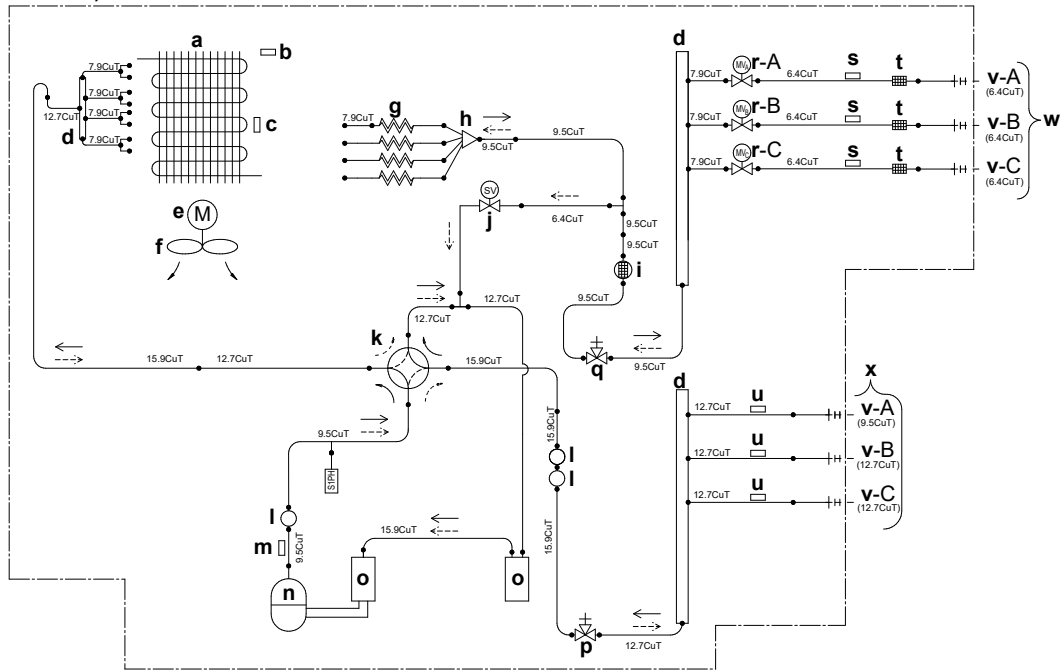 a
b
7.9CuT
7.9CuT
7.9CuT
7.9CuT
12.7CuT
d
c
e M
f
7.9CuT
g
h
9.5CuT
9.5CuT
SV
j
6.4CuT
9.5CuT
9.5CuT
i
9.5CuT
q
9.5CuT
d
7.9CuT
MVA
r-A
6.4CuT
s
t
v-A
(6.4CuT)
7.9CuT
MVB
r-B
6.4CuT
s
t
v-B
(6.4CuT)
7.9CuT
MVC
r-C
6.4CuT
s
t
v-C
(6.4CuT)
w
12.7CuT
12.7CuT
k
15.9CuT
12.7CuT
15.9CuT
9.5CuT
S1PH
l
m
9.5CuT
n
o
15.9CuT
o
15.9CuT
l
l
15.9CuT
p
12.7CuT
d
x
12.7CuT
u
v-A
(9.5CuT)
12.7CuT
u
v-B
(12.7CuT)
12.7CuT
u
v-C
(12.7CuT)